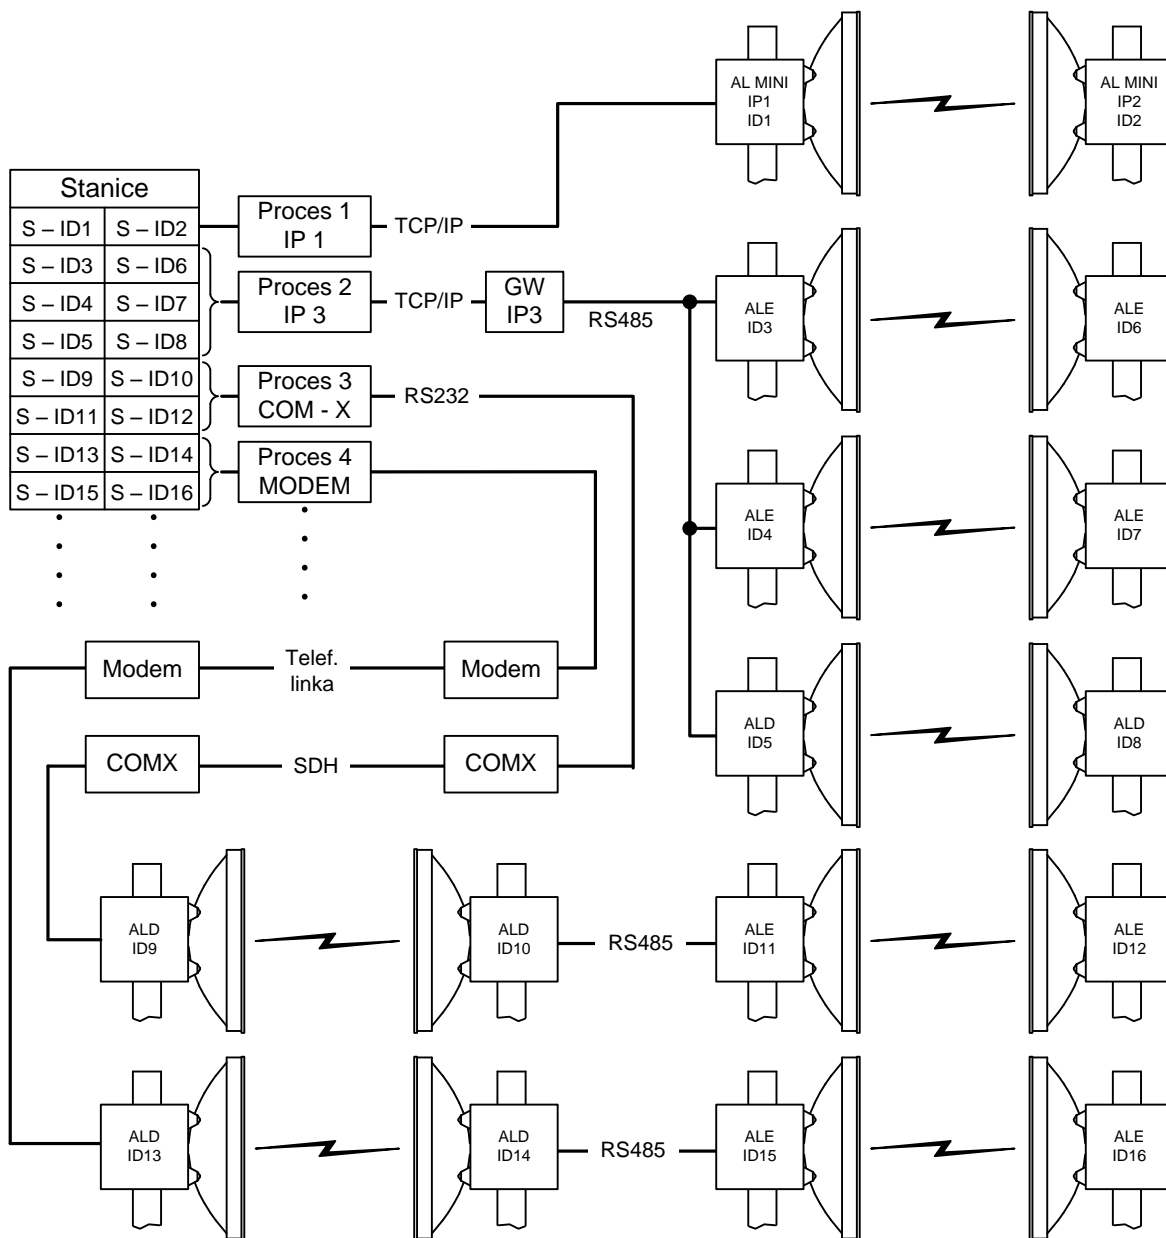 AL MINI
IP1
ID1
AL MINI
IP2
ID2
Stanice
S – ID1 S – ID2
S – ID3 S – ID6
S – ID4 S – ID7
S – ID5 S – ID8
S – ID9 S – ID10
S – ID11 S – ID12
S – ID13 S – ID14
S – ID15 S – ID16
Proces 1
IP 1
TCP/IP
Proces 2
IP 3
TCP/IP
GW
IP3
RS485
Proces 3
COM - X
RS232
Proces 4
MODEM
ALE
ID3
ALE
ID6
ALE
ID4
ALE
ID7
Modem
Telef.
linka
Modem
ALD
ID5
ALD
ID8
COMX
SDH
COMX
ALD
ID9
ALD
ID10
RS485
ALE
ID11
ALE
ID12
ALD
ID13
ALD
ID14
RS485
ALE
ID15
ALE
ID16